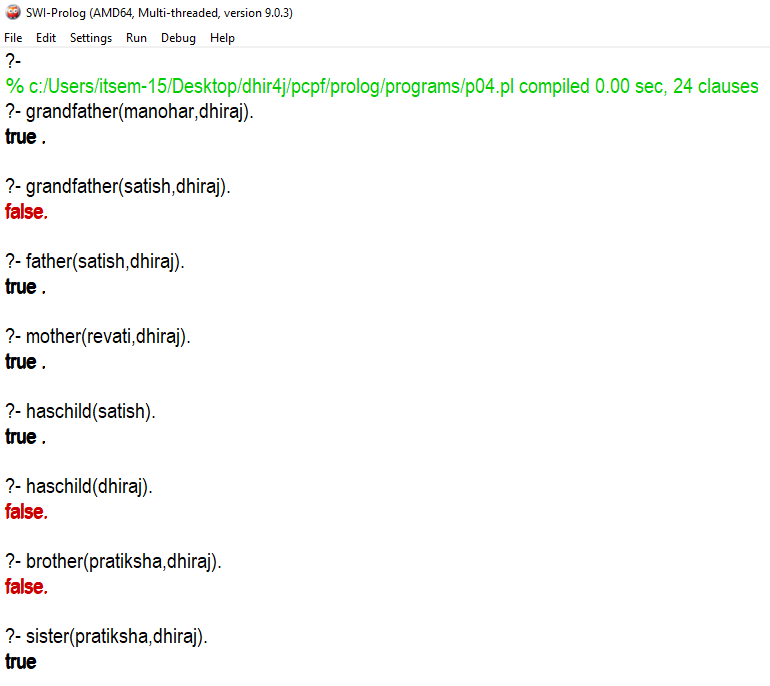 SWI-Prolog (AMD64, Multi-threaded, version 9.0.3)
File Edit Settings Run Debug Help
?-
% c:/Users/itsem-15/Desktop/dhir4j/pcpf/prolog/programs/p04.pl compiled 0.00 sec, 24 clauses
?- grandfather(manohar,dhiraj).
true .
?- grandfather(satish,dhiraj).
false.
?- father(satish,dhiraj).
true .
?- mother(revati,dhiraj).
true .
?- haschild(satish).
true .
?- haschild(dhiraj).
false.
?- brother(pratiksha,dhiraj).
false.
?- sister(pratiksha,dhiraj).
true